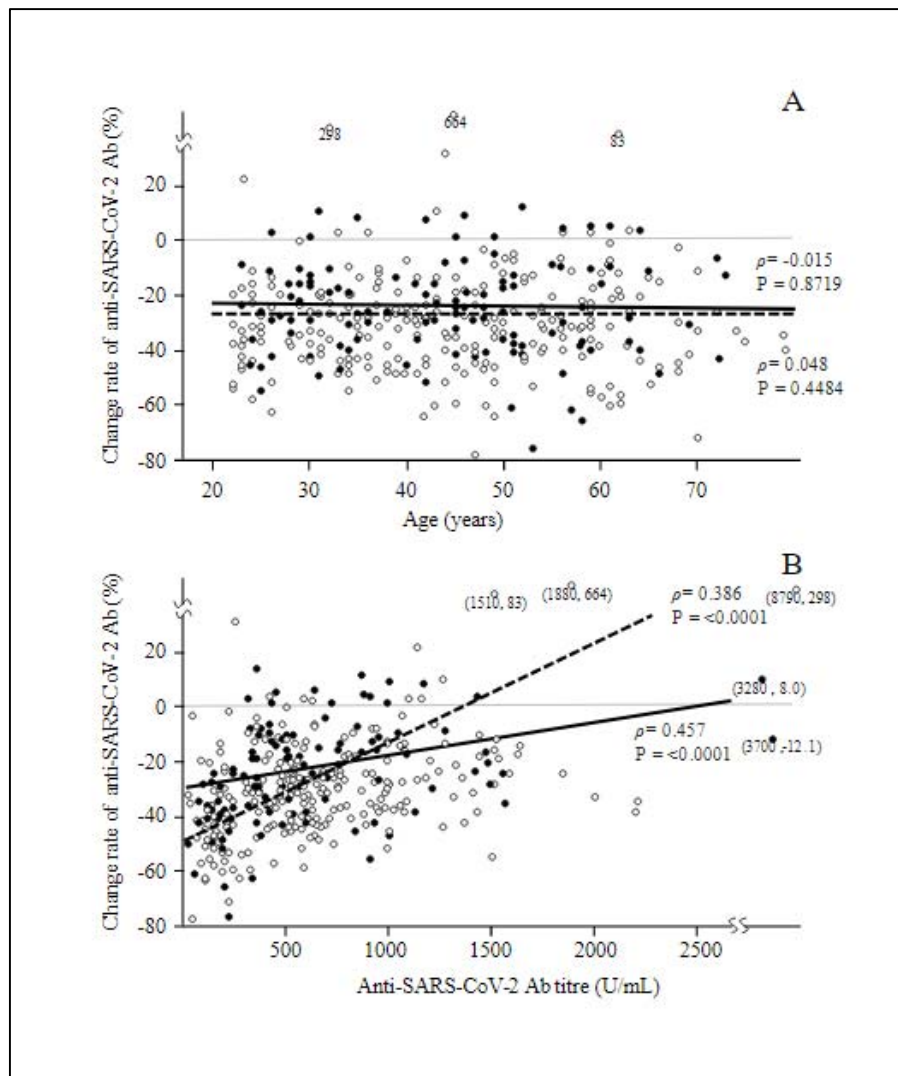 A
Change rate of anti-SARS-CoV-2 Ab (%)
298
664
83
20
0
-20
-40
-60
-80
ρ= -0.015
P = 0.8719
ρ= 0.048
P = 0.4484
20
30
40
50
60
70
Age (years)
B
Change rate of anti-SARS-CoV-2 Ab (%)
(1510, 83)
(1880, 664)
ρ= 0.386
P = <0.0001
(8790, 298)
20
0
-20
-40
-60
-80
(3280 , 8.0)
ρ= 0.457
P = <0.0001
(3700 ,-12.1)
500
1000
1500
2000
2500
Anti-SARS-CoV-2 Ab titre (U/mL)